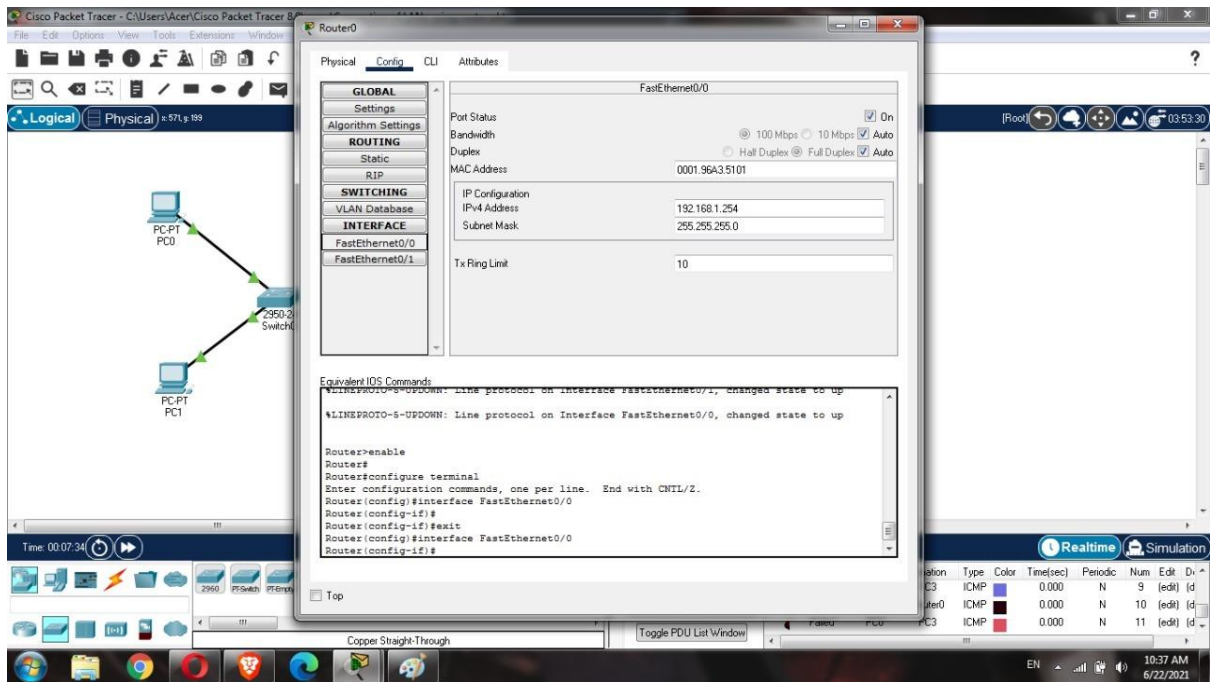 Cisco Packet Tracer - C:\Users\Acer\Cisco Packet Tracer 8
File Edit Options View Tools Extensions Window
?
Logical Physical x: 571, y: 199
[Root] 03:53:30
PC-PT
PC0
2950-2
Switch0
PC-PT
PC1
Router0
Physical Config CLI Attributes
GLOBAL
Settings
Algorithm Settings
ROUTING
Static
RIP
SWITCHING
VLAN Database
INTERFACE
FastEthernet0/0
FastEthernet0/1
FastEthernet0/0
Port Status On
Bandwidth 100 Mbps 10 Mbps Auto
Duplex Half Duplex Full Duplex Auto
MAC Address 0001.96A3.5101
IP Configuration
IPv4 Address 192.168.1.254
Subnet Mask 255.255.255.0
Tx Ring Limit 10
Equivalent IOS Commands
%LINEPROTO-5-UPDOWN: Line protocol on Interface FastEthernet0/1, changed state to up
%LINEPROTO-5-UPDOWN: Line protocol on Interface FastEthernet0/0, changed state to up
Router>enable
Router#
Router#configure terminal
Enter configuration commands, one per line. End with CNTL/Z.
Router(config)#interface FastEthernet0/0
Router(config-if)#
Router(config-if)#exit
Router(config)#interface FastEthernet0/0
Router(config-if)#
Top
Time: 00:07:34
Realtime Simulation
2960 PT-Switch PT-Empty
Copper Straight-Through
Toggle PDU List Window
ation Type Color Time(sec) Periodic Num Edit
C3 ICMP 0.000 N 9 (edit)
uter0 ICMP 0.000 N 10 (edit)
Failed PC0 PC3 ICMP 0.000 N 11 (edit)
EN 10:37 AM
6/22/2021